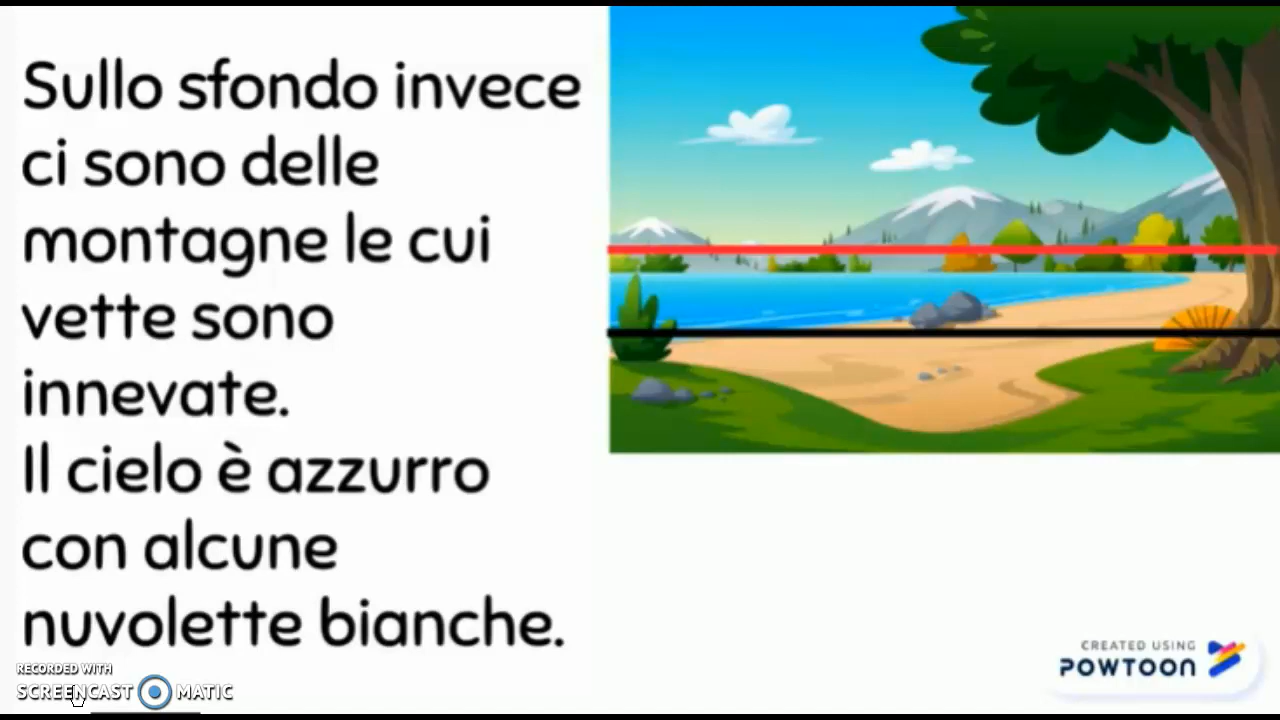 Sullo sfondo invece
ci sono delle
montagne le cui
vette sono
innevate.
Il cielo è azzurro
con alcune
nuvolette bianche.
RECORDED WITH
SCREENCAST MATIC
CREATED USING
POWTOON